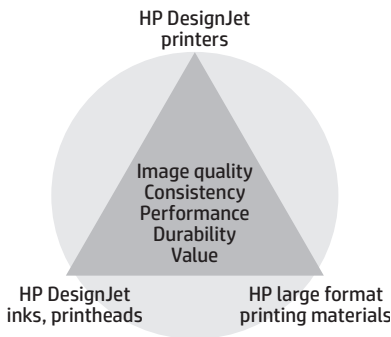 HP DesignJet
printers
Image quality
Consistency
Performance
Durability
Value
HP DesignJet
inks, printheads
HP large format
printing materials